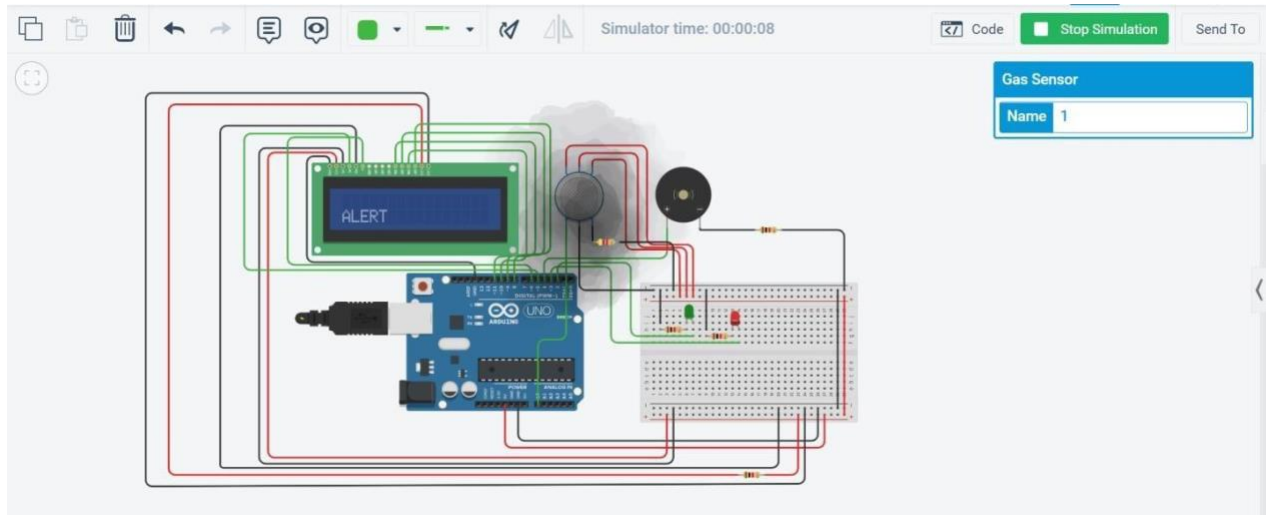 Simulator time: 00:00:08
Code
Stop Simulation
Send To
Gas Sensor
Name 1
ALERT
DIGITAL (PWM~)
UNO
ARDUINO
POWER
ANALOG IN